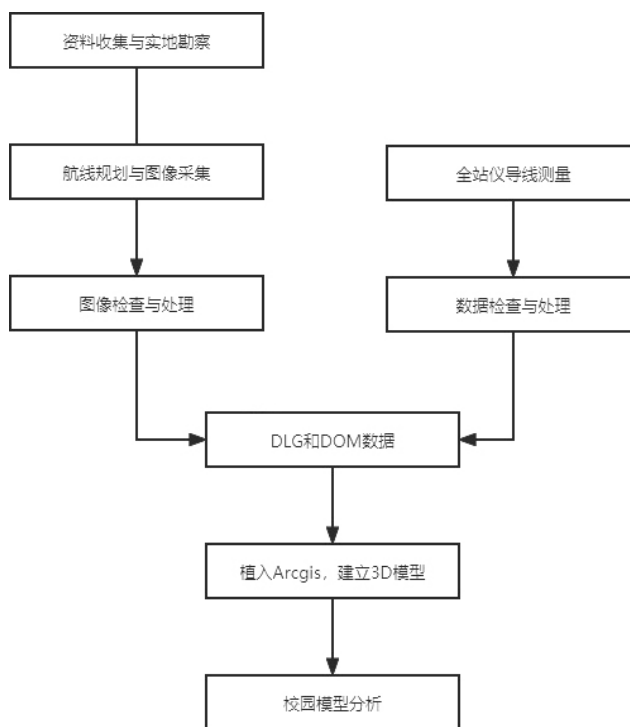 资料收集与实地勘察
航线规划与图像采集
全站仪导线测量
图像检查与处理
数据检查与处理
DLG和DOM数据
植入Arcgis，建立3D模型
校园模型分析